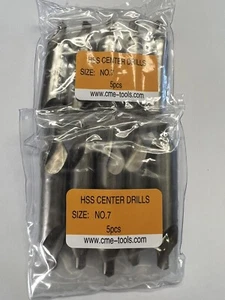 HSS CENTER DRILLS
SIZE: NO.
5pcs
www.cme-tools.com
HSS CENTER DRILLS
SIZE: NO.7
5pcs
www.cme-tools.com